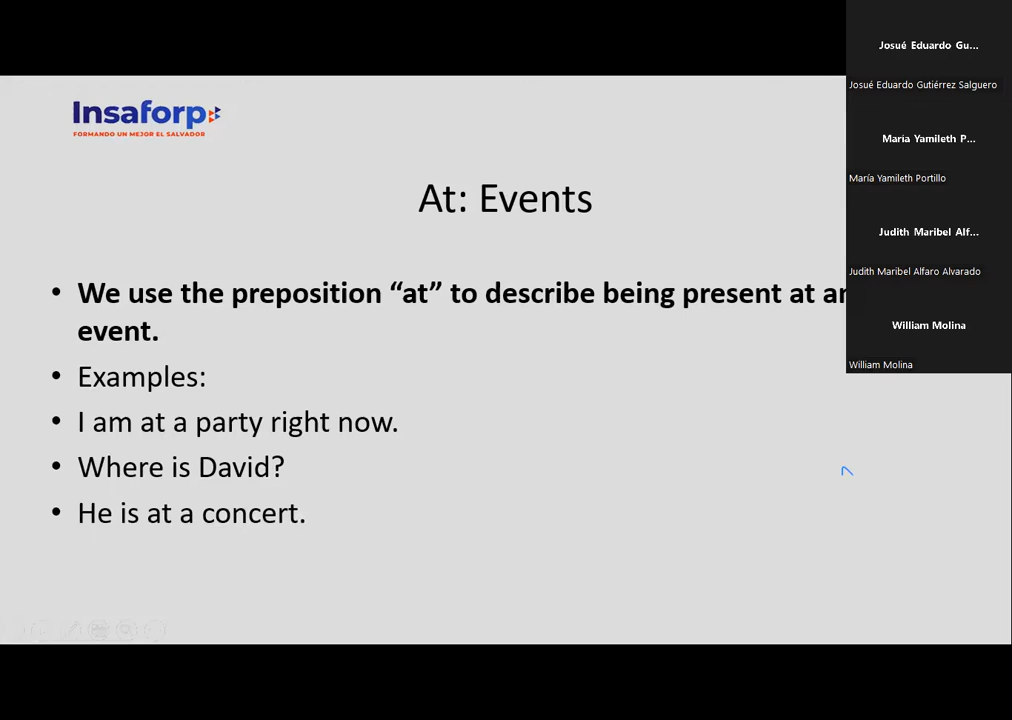 Insaforp
FORMANDO UN MEJOR EL SALVADOR
At: Events
• We use the preposition “at” to describe being present at an
event.
• Examples:
• I am at a party right now.
• Where is David?
• He is at a concert.
Josué Eduardo Gu...
Josué Eduardo Gutiérrez Salguero
María Yamileth P...
María Yamileth Portillo
Judith Maribel Alf...
Judith Maribel Alfaro Alvarado
William Molina
William Molina